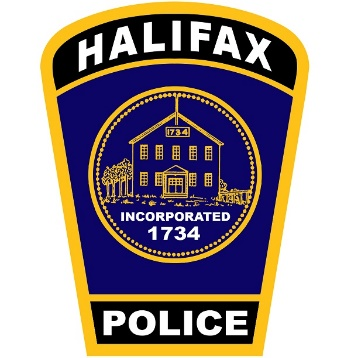 HALIFAX
1734
INCORPORATED
1734
POLICE